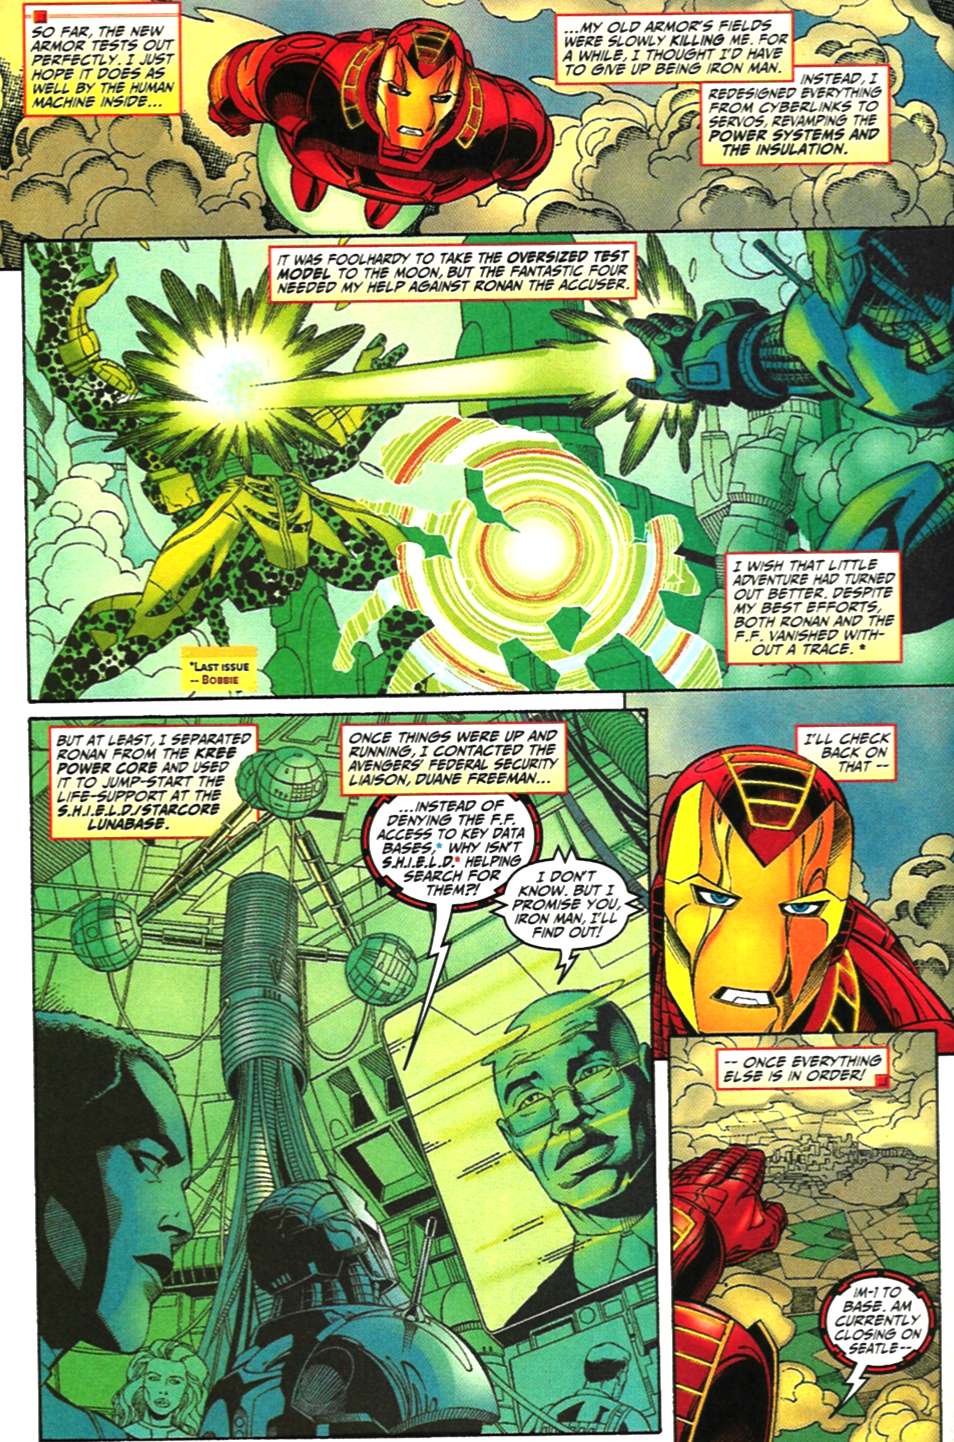 SO FAR, THE NEW
ARMOR TESTS OUT
PERFECTLY. I JUST
HOPE IT DOES AS
WELL BY THE HUMAN
MACHINE INSIDE...
...MY OLD ARMOR'S FIELDS
WERE SLOWLY KILLING ME. FOR
A WHILE, I THOUGHT I'D HAVE
TO GIVE UP BEING IRON MAN.
INSTEAD, I
REDESIGNED EVERYTHING
FROM CYBERLINKS TO
SERVOS, REVAMPING THE
POWER SYSTEMS AND
THE INSULATION.
IT WAS FOOLHARDY TO TAKE THE OVERSIZED TEST
MODEL TO THE MOON, BUT THE FANTASTIC FOUR
NEEDED MY HELP AGAINST RONAN THE ACCUSER.
I WISH THAT LITTLE
ADVENTURE HAD TURNED
OUT BETTER. DESPITE
MY BEST EFFORTS,
BOTH RONAN AND THE
F.F. VANISHED WITH-
OUT A TRACE. *
*LAST ISSUE
-- BOBBIE
BUT AT LEAST, I SEPARATED
RONAN FROM THE KREE
POWER CORE AND USED
IT TO JUMP-START THE
LIFE-SUPPORT AT THE
S.H.I.E.L.D./STARCORE
LUNABASE.
ONCE THINGS WERE UP AND
RUNNING, I CONTACTED THE
AVENGERS' FEDERAL SECURITY
LIAISON, DUANE FREEMAN...
...INSTEAD OF
DENYING THE F.F.
ACCESS TO KEY DATA
BASES,* WHY ISN'T
S.H.I.E.L.D.* HELPING
SEARCH FOR
THEM?!
I DON'T
KNOW. BUT I
PROMISE YOU,
IRON MAN, I'LL
FIND OUT!
I'LL CHECK
BACK ON
THAT --
-- ONCE EVERYTHING
ELSE IS IN ORDER!
IM-1 TO
BASE. AM
CURRENTLY
CLOSING ON
SEATLE--